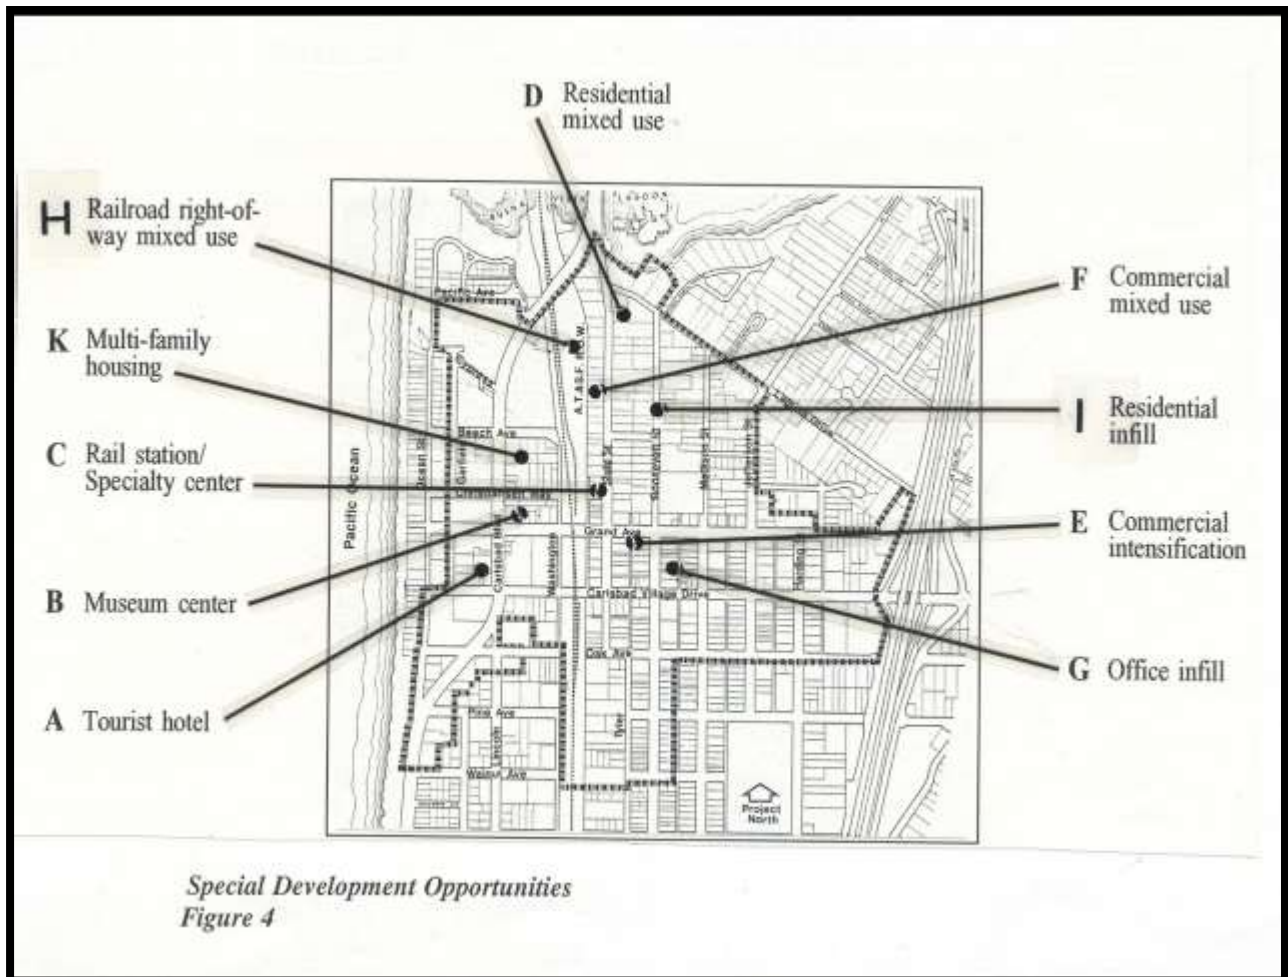 D Residential
mixed use
H Railroad right-of-
way mixed use
F Commercial
mixed use
K Multi-family
housing
I Residential
infill
C Rail station/
Specialty center
E Commercial
intensification
B Museum center
G Office infill
A Tourist hotel
LAGOON
Pacific Ave
A.T.&S.F. R.O.W.
Beach Ave
Ocean St
Garfield
State St
Roosevelt St
Madison St
Jefferson St
Christiansen Way
Pacific Ocean
Grand Ave
Carlsbad Blvd
Washington
Harding St
Carlsbad Village Drive
Oak Ave
Pine Ave
Lincoln
Tyler
Walnut Ave
Project
North
Special Development Opportunities
Figure 4